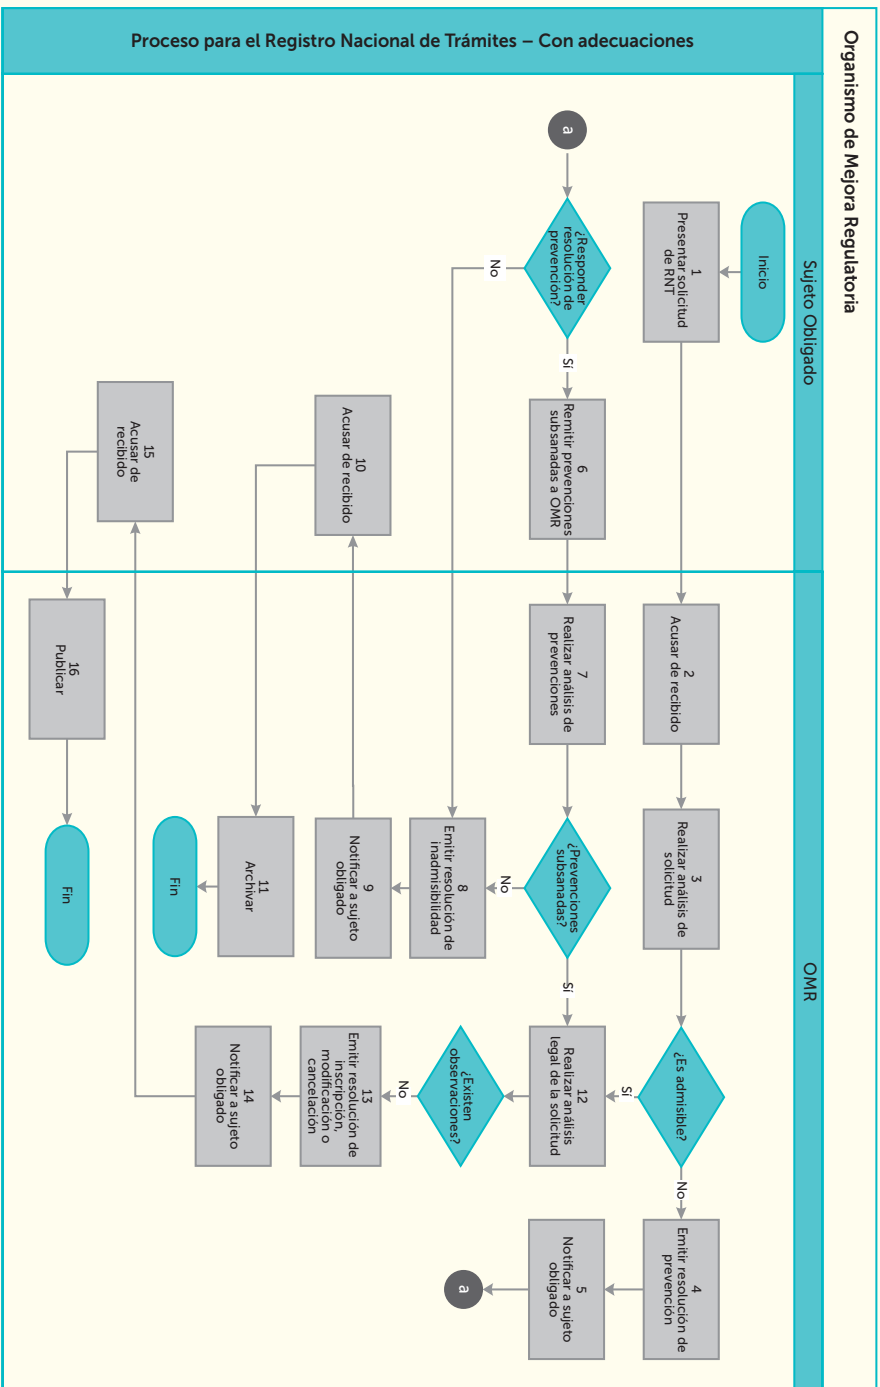 Organismo de Mejora Regulatoria
Proceso para el Registro Nacional de Trámites – Con adecuaciones
Sujeto Obligado
OMR
Inicio
1
Presentar solicitud
de RNT
2
Acusar de recibido
3
Realizar análisis de
solicitud
¿Es admisible?
No
Sí
4
Emitir resolución de
prevención
5
Notificar a sujeto
obligado
a
a
¿Responder
resolución de
prevención?
Sí
No
6
Remitir prevenciones
subsanadas a OMR
7
Realizar análisis de
prevenciones
¿Prevenciones
subsanadas?
Sí
No
12
Realizar análisis
legal de la solicitud
8
Emitir resolución de
inadmisibilidad
¿Existen
observaciones?
No
10
Acusar de recibido
9
Notificar a sujeto
obligado
13
Emitir resolución de
inscripción,
modificación o
cancelación
11
Archivar
14
Notificar a sujeto
obligado
Fin
15
Acusar de
recibido
16
Publicar
Fin